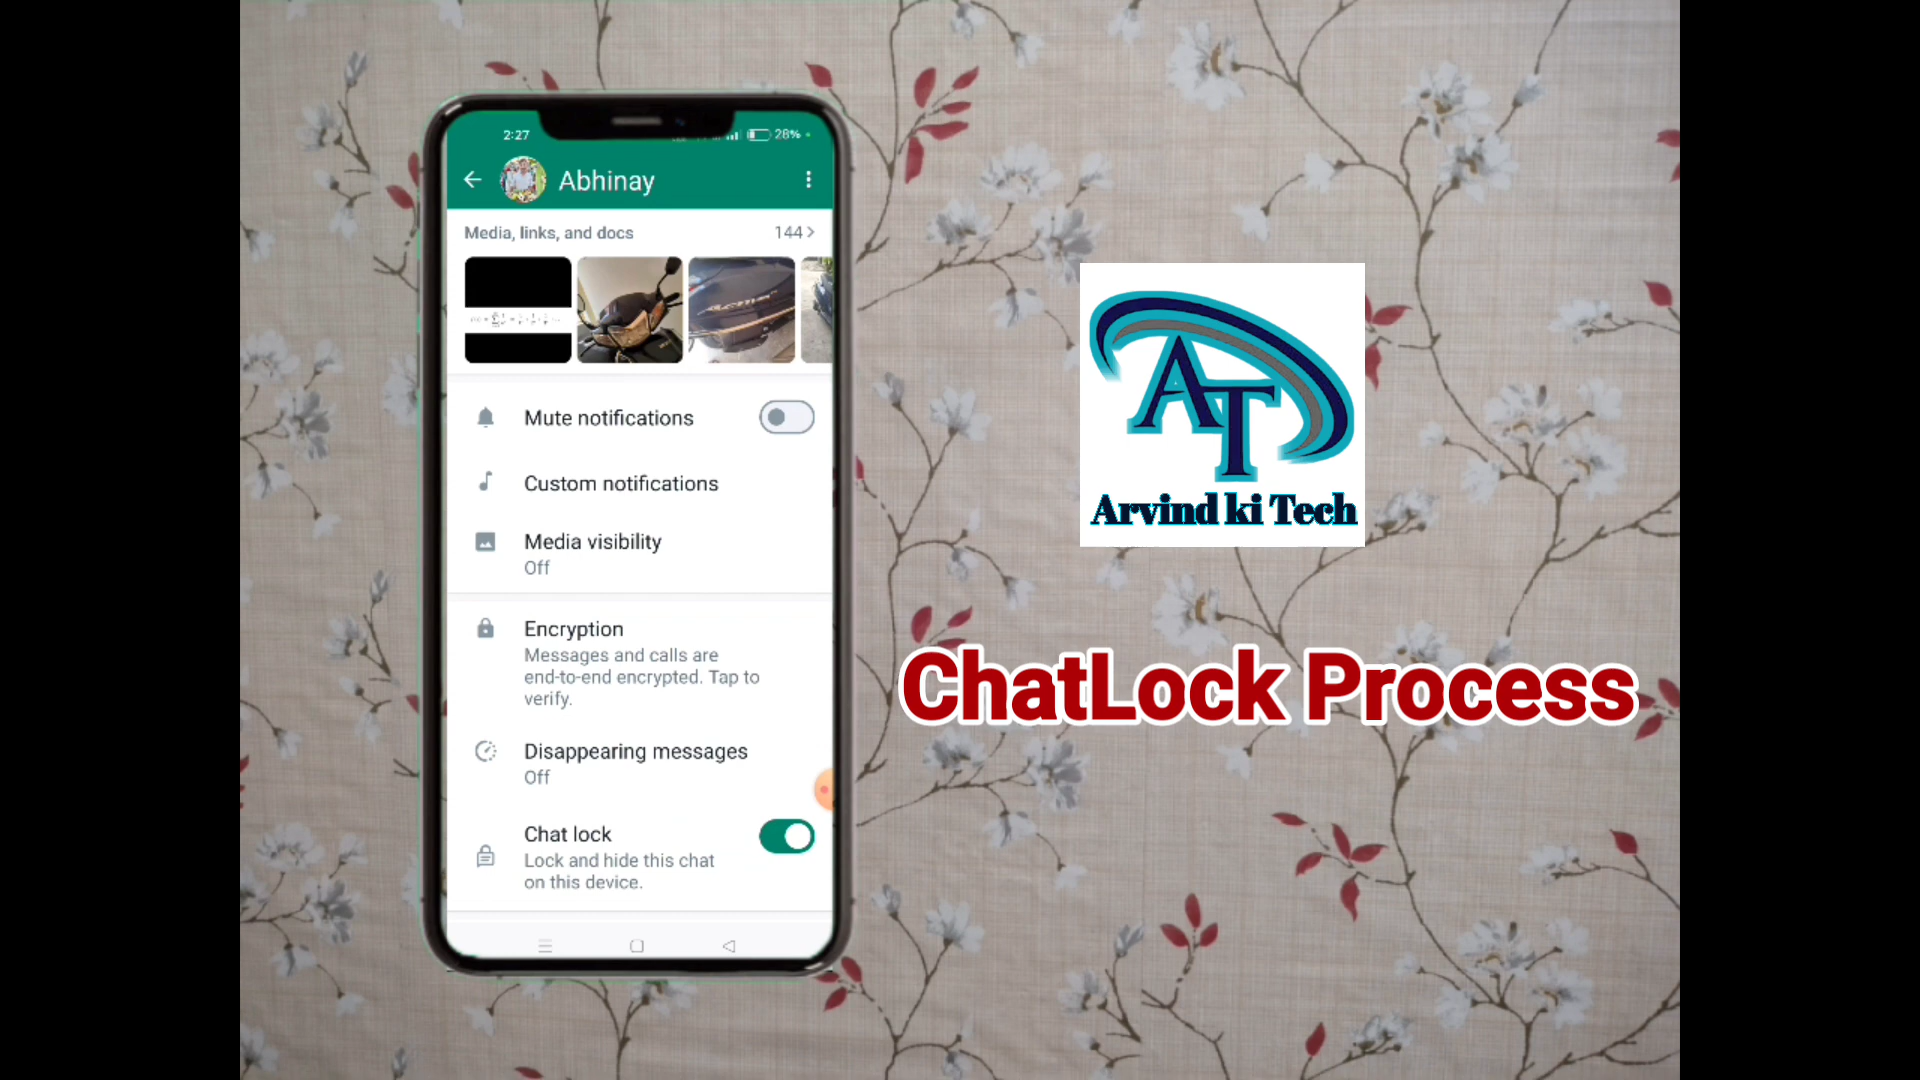 2:27
28%
Abhinay
Media, links, and docs
144 >
Mute notifications
Custom notifications
Media visibility
Off
Encryption
Messages and calls are
end-to-end encrypted. Tap to
verify.
Disappearing messages
Off
Chat lock
Lock and hide this chat
on this device.
AT
Arvind ki Tech
ChatLock Process